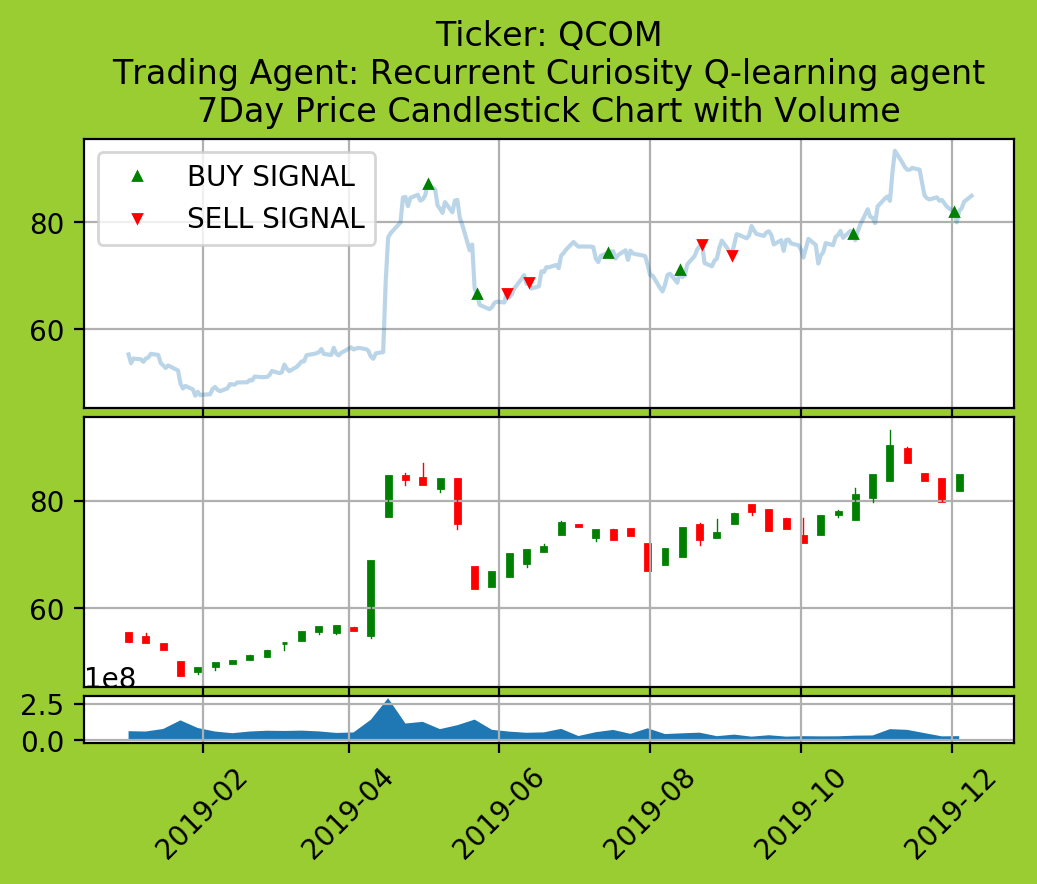 Ticker: QCOM
Trading Agent: Recurrent Curiosity Q-learning agent
7Day Price Candlestick Chart with Volume
BUY SIGNAL
SELL SIGNAL
80
60
80
60
1e8
2.5
0.0
2019-02
2019-04
2019-06
2019-08
2019-10
2019-12